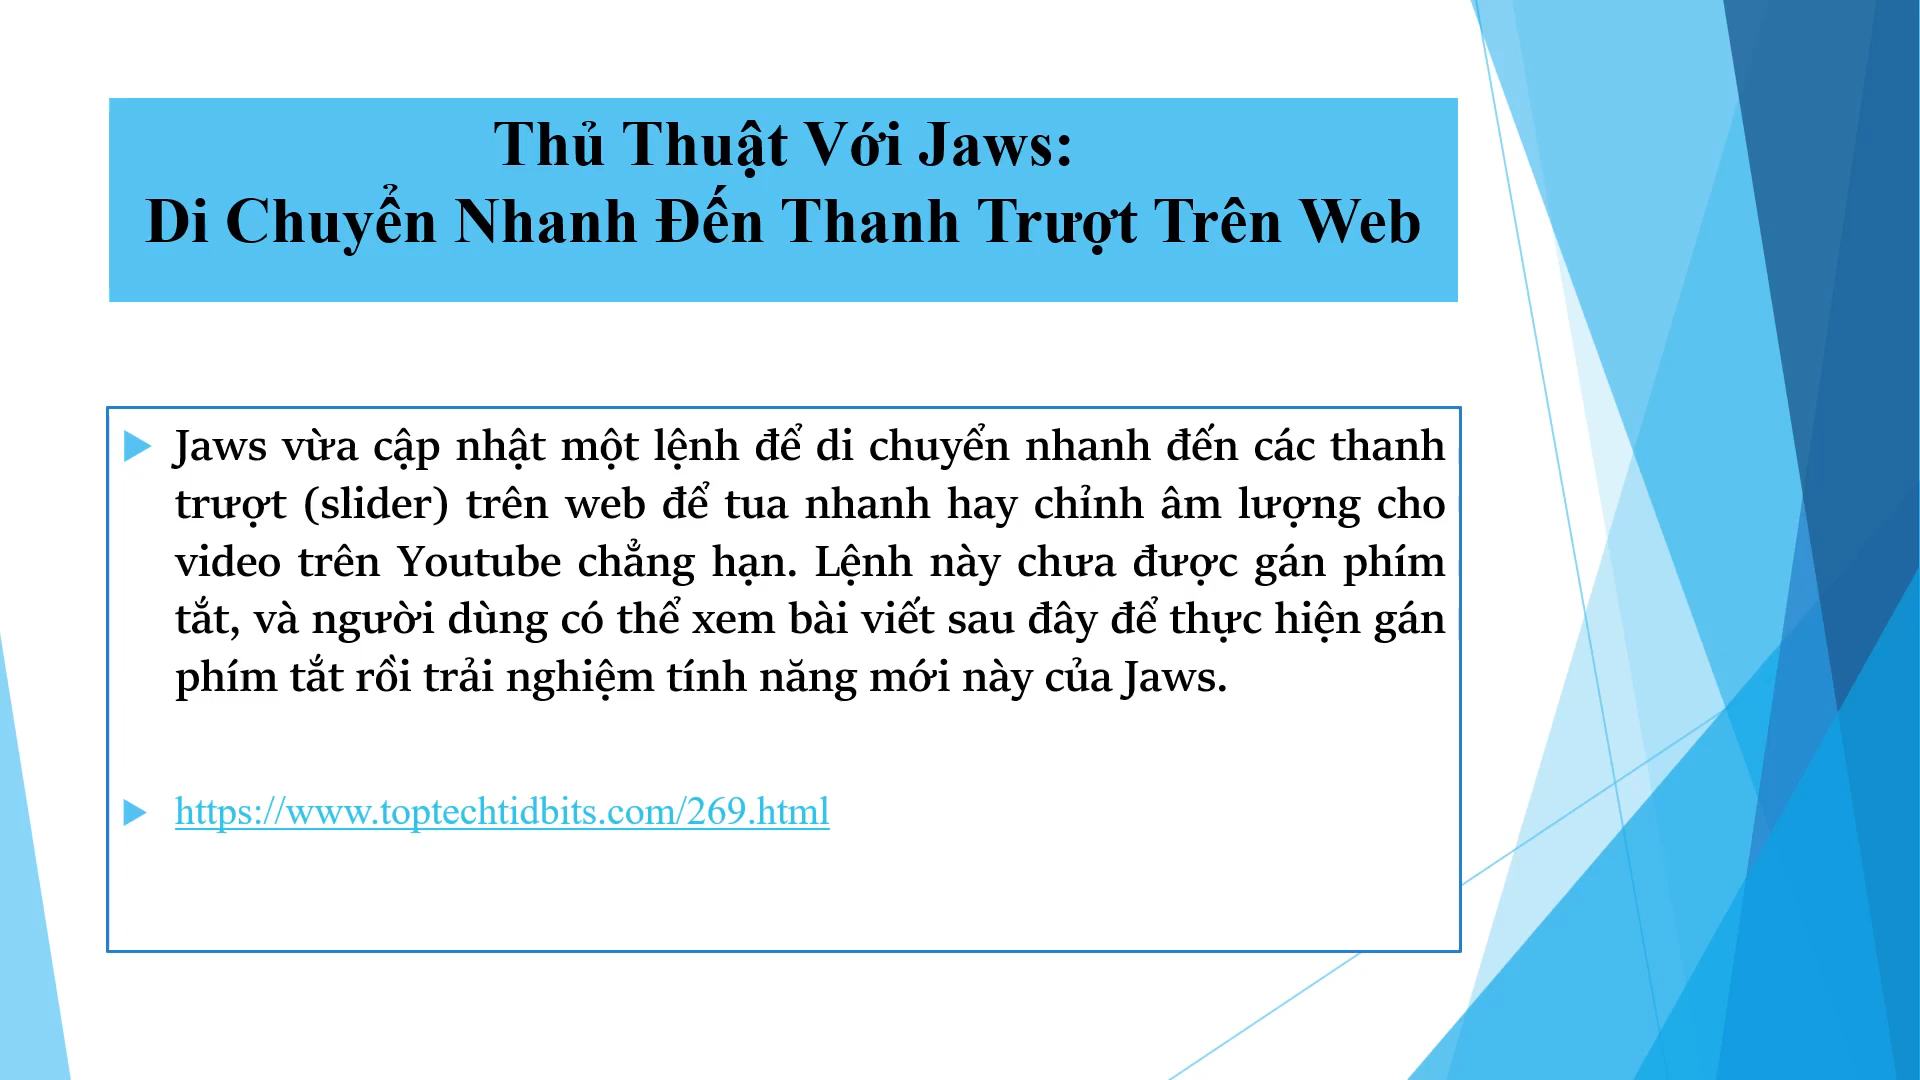 Thủ Thuật Với Jaws:
Di Chuyển Nhanh Đến Thanh Trượt Trên Web
Jaws vừa cập nhật một lệnh để di chuyển nhanh đến các thanh
trượt (slider) trên web để tua nhanh hay chỉnh âm lượng cho
video trên Youtube chẳng hạn. Lệnh này chưa được gán phím
tắt, và người dùng có thể xem bài viết sau đây để thực hiện gán
phím tắt rồi trải nghiệm tính năng mới này của Jaws.
https://www.toptechtidbits.com/269.html